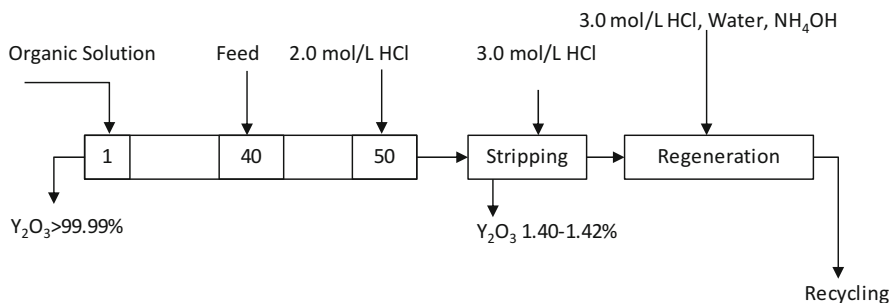 3.0 mol/L HCl, Water, NH₄OH
Organic Solution Feed 2.0 mol/L HCl 3.0 mol/L HCl
1 40 50 Stripping Regeneration
Y₂O₃>99.99% Y₂O₃ 1.40-1.42%
Recycling